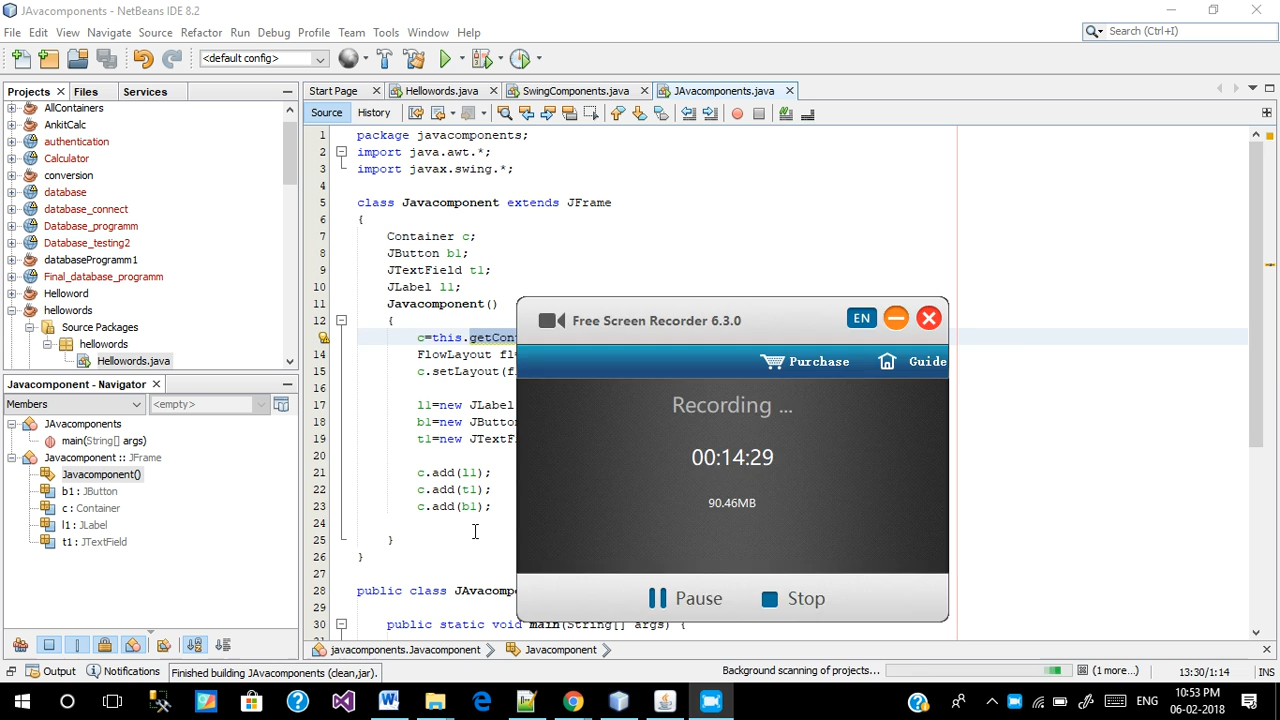 JAvacomponents - NetBeans IDE 8.2
File Edit View Navigate Source Refactor Run Debug Profile Team Tools Window Help
Search (Ctrl+I)
<default config>
Projects Files Services
Start Page Hellowords.java SwingComponents.java JAvacomponents.java
Source History
AllContainers
AnkitCalc
authentication
Calculator
conversion
database
database_connect
Database_programm
Database_testing2
databaseProgramm1
Final_database_programm
Helloword
hellowords
Source Packages
hellowords
Hellowords.java
Javacomponent - Navigator
Members <empty>
JAvacomponents
main(String[] args)
Javacomponent :: JFrame
Javacomponent()
b1 : JButton
c : Container
l1 : JLabel
t1 : JTextField
1 package javacomponents;
2 import java.awt.*;
3 import javax.swing.*;
4
5 class Javacomponent extends JFrame
6 {
7 Container c;
8 JButton b1;
9 JTextField t1;
10 JLabel l1;
11 Javacomponent()
12 {
c=this.getCont
14 FlowLayout fl=
15 c.setLayout(f
16
17 l1=new JLabel
18 b1=new JButton
19 t1=new JTextF
20
21 c.add(l1);
22 c.add(t1);
23 c.add(b1);
24
25 }
26 }
27
28 public class JAvacomp
29
30 public static void main(String[] args) {
Free Screen Recorder 6.3.0
EN
Purchase Guide
Recording ...
00:14:29
90.46MB
Pause Stop
javacomponents.Javacomponent Javacomponent
Output Notifications Finished building JAvacomponents (clean,jar).
Background scanning of projects... (1 more...) 13:30/1:14 INS
ENG 10:53 PM
06-02-2018